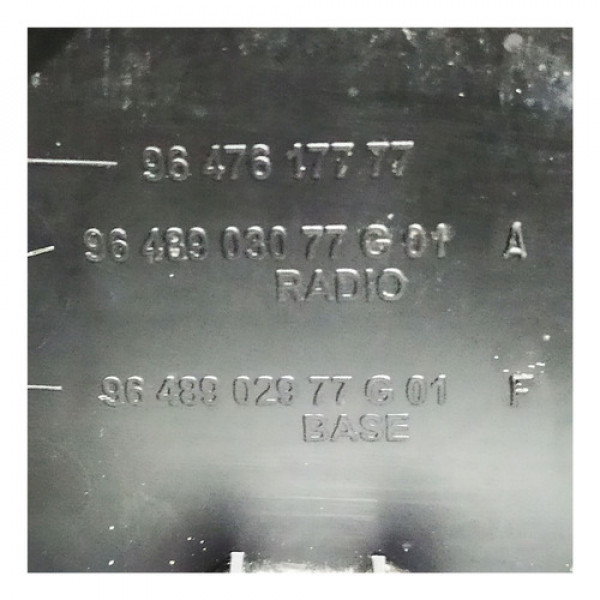 96 476 177 77
96 489 030 77 G 01 A
RADIO
96 489 029 77 G 01 F
BASE